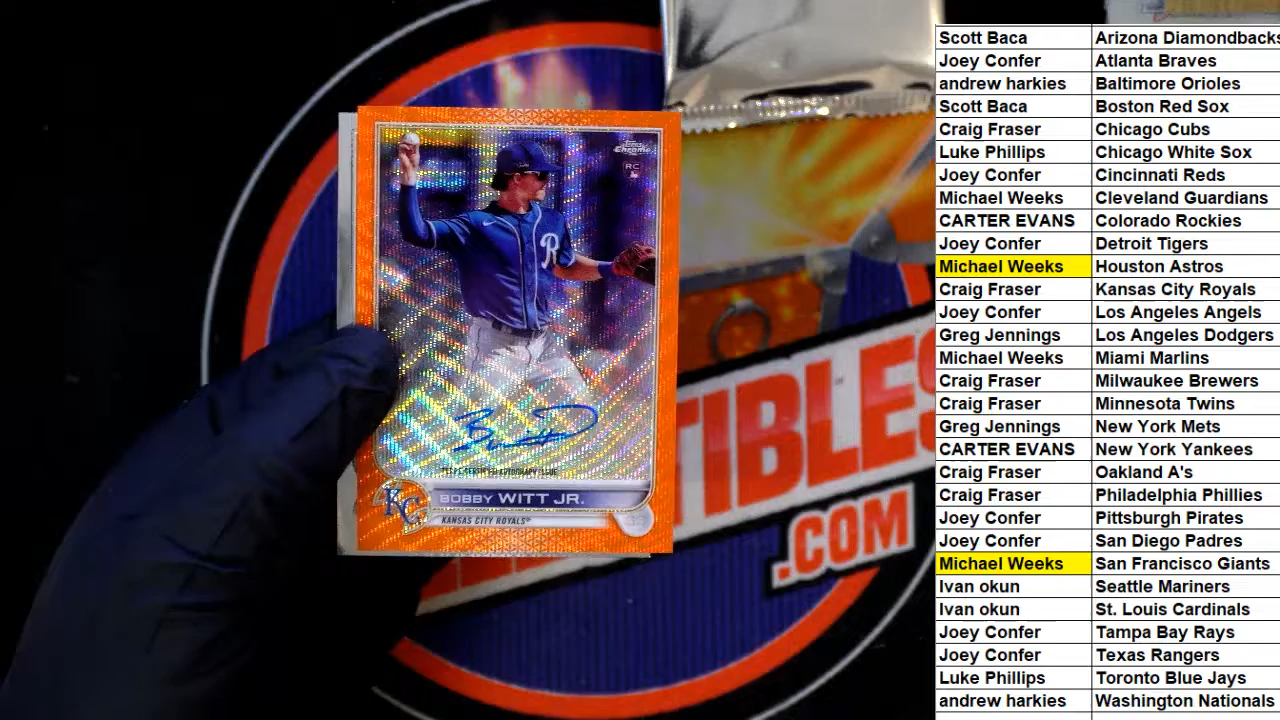 Topps
Chrome
RC
R
TOPPS CERTIFIED AUTOGRAPH ISSUE
KC
BOBBY WITT JR.
KANSAS CITY ROYALS®
TIBLES
.COM
Scott Baca Arizona Diamondbacks
Joey Confer Atlanta Braves
andrew harkies Baltimore Orioles
Scott Baca Boston Red Sox
Craig Fraser Chicago Cubs
Luke Phillips Chicago White Sox
Joey Confer Cincinnati Reds
Michael Weeks Cleveland Guardians
CARTER EVANS Colorado Rockies
Joey Confer Detroit Tigers
Michael Weeks Houston Astros
Craig Fraser Kansas City Royals
Joey Confer Los Angeles Angels
Greg Jennings Los Angeles Dodgers
Michael Weeks Miami Marlins
Craig Fraser Milwaukee Brewers
Craig Fraser Minnesota Twins
Greg Jennings New York Mets
CARTER EVANS New York Yankees
Craig Fraser Oakland A's
Craig Fraser Philadelphia Phillies
Joey Confer Pittsburgh Pirates
Joey Confer San Diego Padres
Michael Weeks San Francisco Giants
Ivan okun Seattle Mariners
Ivan okun St. Louis Cardinals
Joey Confer Tampa Bay Rays
Joey Confer Texas Rangers
Luke Phillips Toronto Blue Jays
andrew harkies Washington Nationals